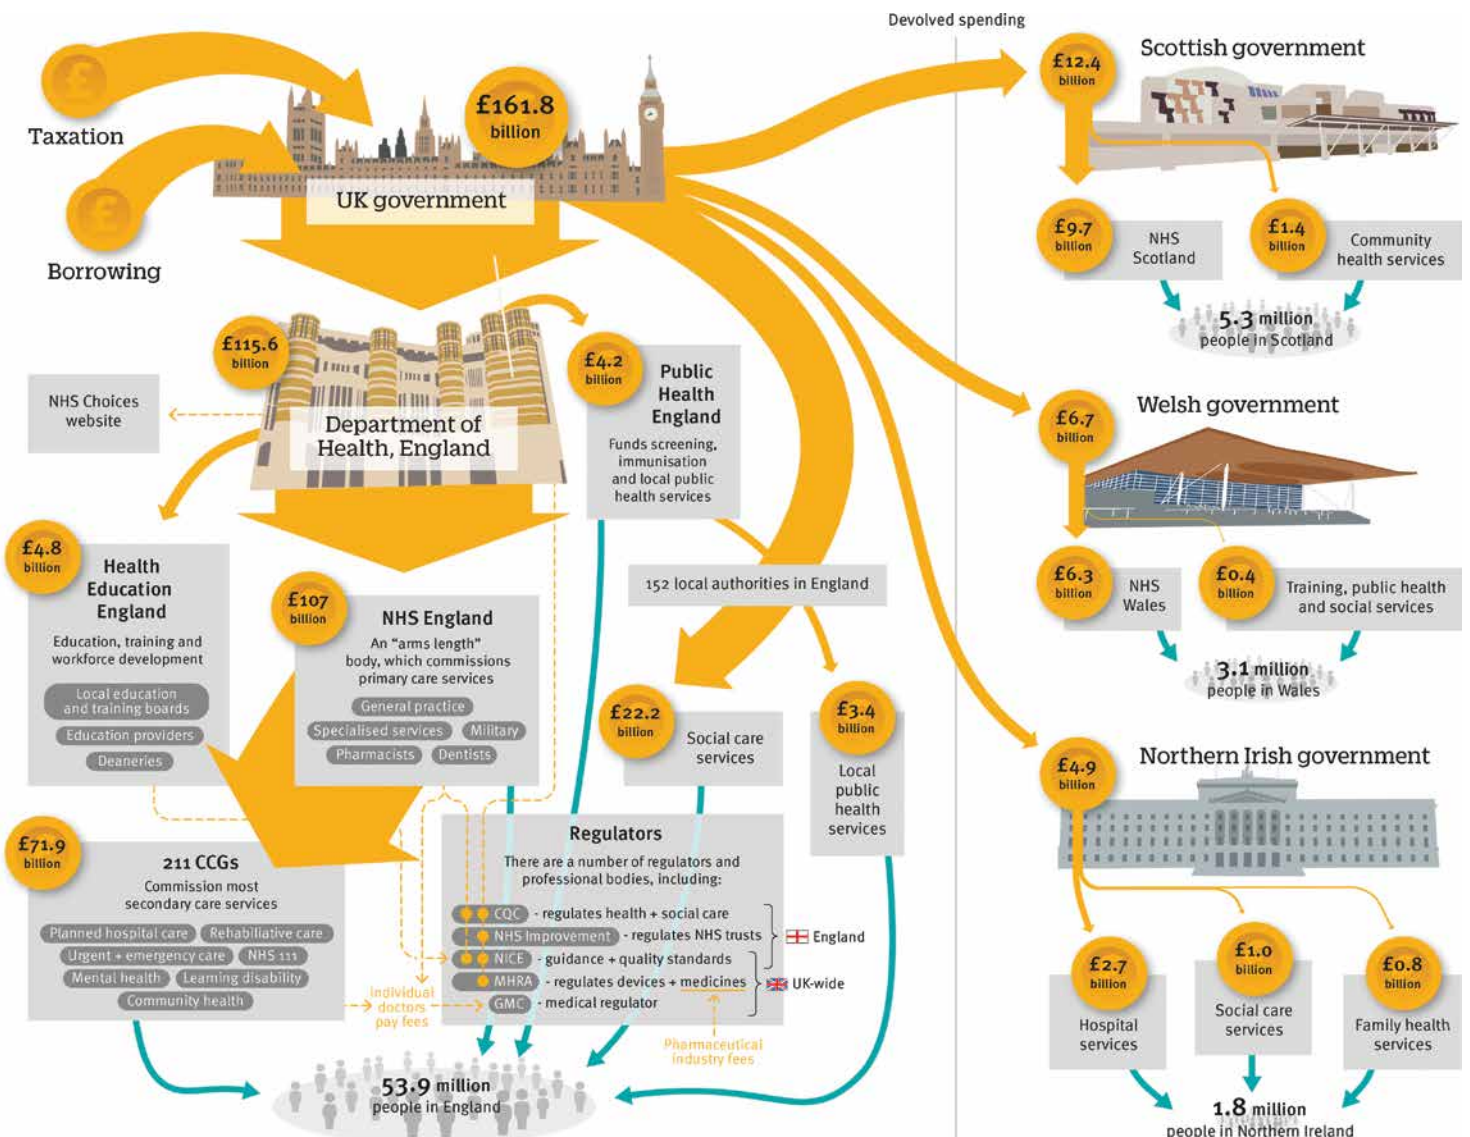 Devolved spending
Taxation
Borrowing
£161.8
billion
UK government
£115.6
billion
Department of
Health, England
NHS Choices
website
£4.2
billion
Public
Health
England
Funds screening,
immunisation
and local public
health services
£4.8
billion
Health
Education
England
Education, training and
workforce development
Local education
and training boards
Education providers
Deaneries
£107
billion
NHS England
An “arms length”
body, which commissions
primary care services
General practice
Specialised services
Military
Pharmacists
Dentists
152 local authorities in England
£22.2
billion
Social care
services
£3.4
billion
Local
public
health
services
£71.9
billion
211 CCGs
Commission most
secondary care services
Planned hospital care
Rehabiliative care
Urgent + emergency care
NHS 111
Mental health
Learning disability
Community health
Individual
doctors
pay fees
Regulators
There are a number of regulators and
professional bodies, including:
CQC - regulates health + social care
NHS Improvement - regulates NHS trusts
NICE - guidance + quality standards
MHRA - regulates devices + medicines
GMC - medical regulator
England
UK-wide
Pharmaceutical
industry fees
53.9 million
people in England
£12.4
billion
Scottish government
£9.7
billion
NHS
Scotland
£1.4
billion
Community
health services
5.3 million
people in Scotland
£6.7
billion
Welsh government
£6.3
billion
NHS
Wales
£0.4
billion
Training, public health
and social services
3.1 million
people in Wales
£4.9
billion
Northern Irish government
£2.7
billion
Hospital
services
£1.0
billion
Social care
services
£0.8
billion
Family health
services
1.8 million
people in Northern Ireland